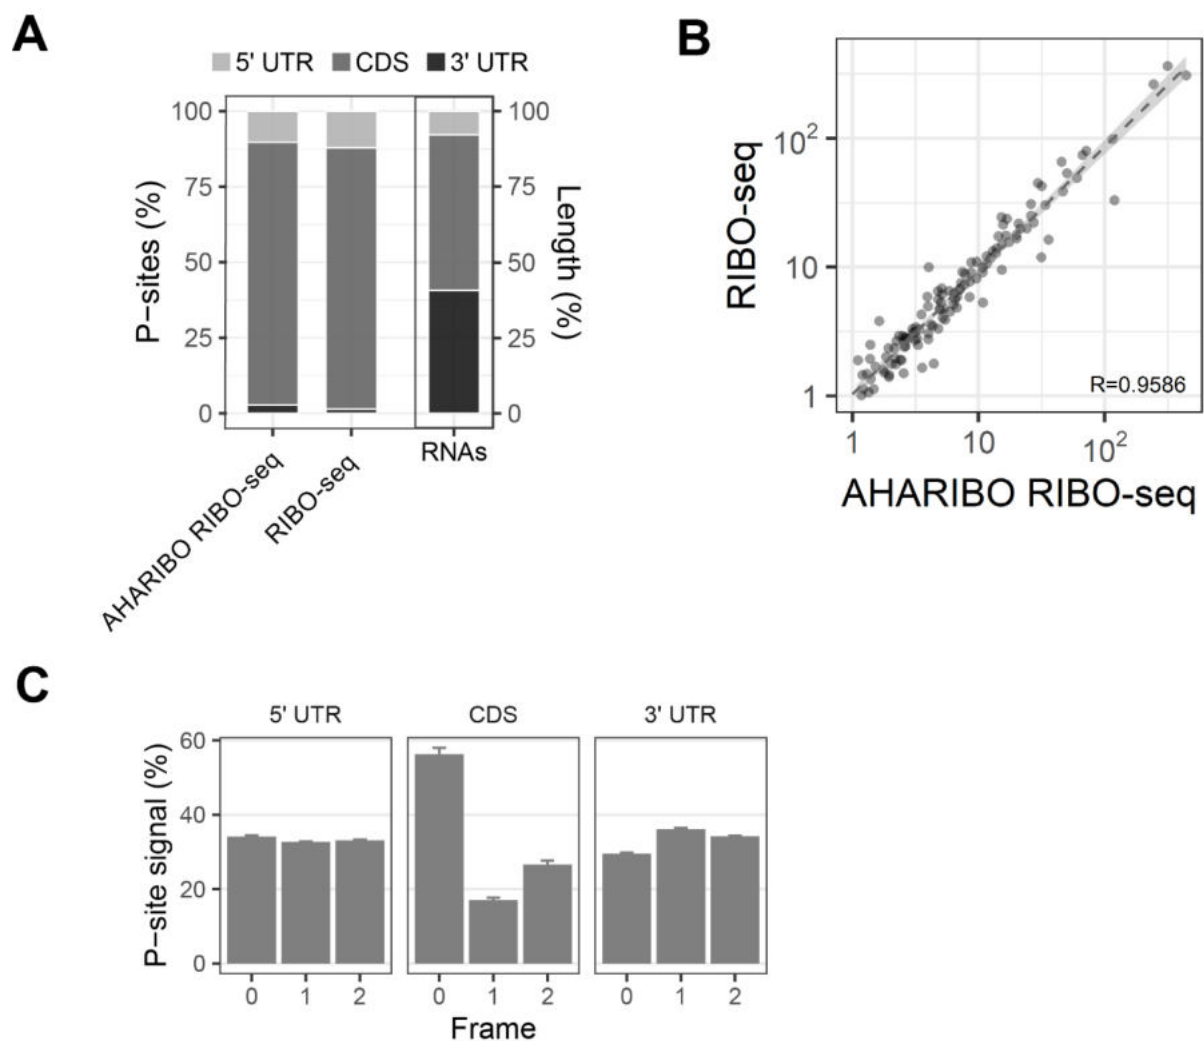 A
5' UTR CDS 3' UTR
P-sites (%)
100
75
50
25
0
100
75
50
25
0
Length (%)
AHARIBO RIBO-seq
RIBO-seq
RNAs
B
RIBO-seq
10²
10
1
R=0.9586
1 10 10²
AHARIBO RIBO-seq
C
5' UTR CDS 3' UTR
P-site signal (%)
60
40
20
0
0 1 2 0 1 2 0 1 2
Frame